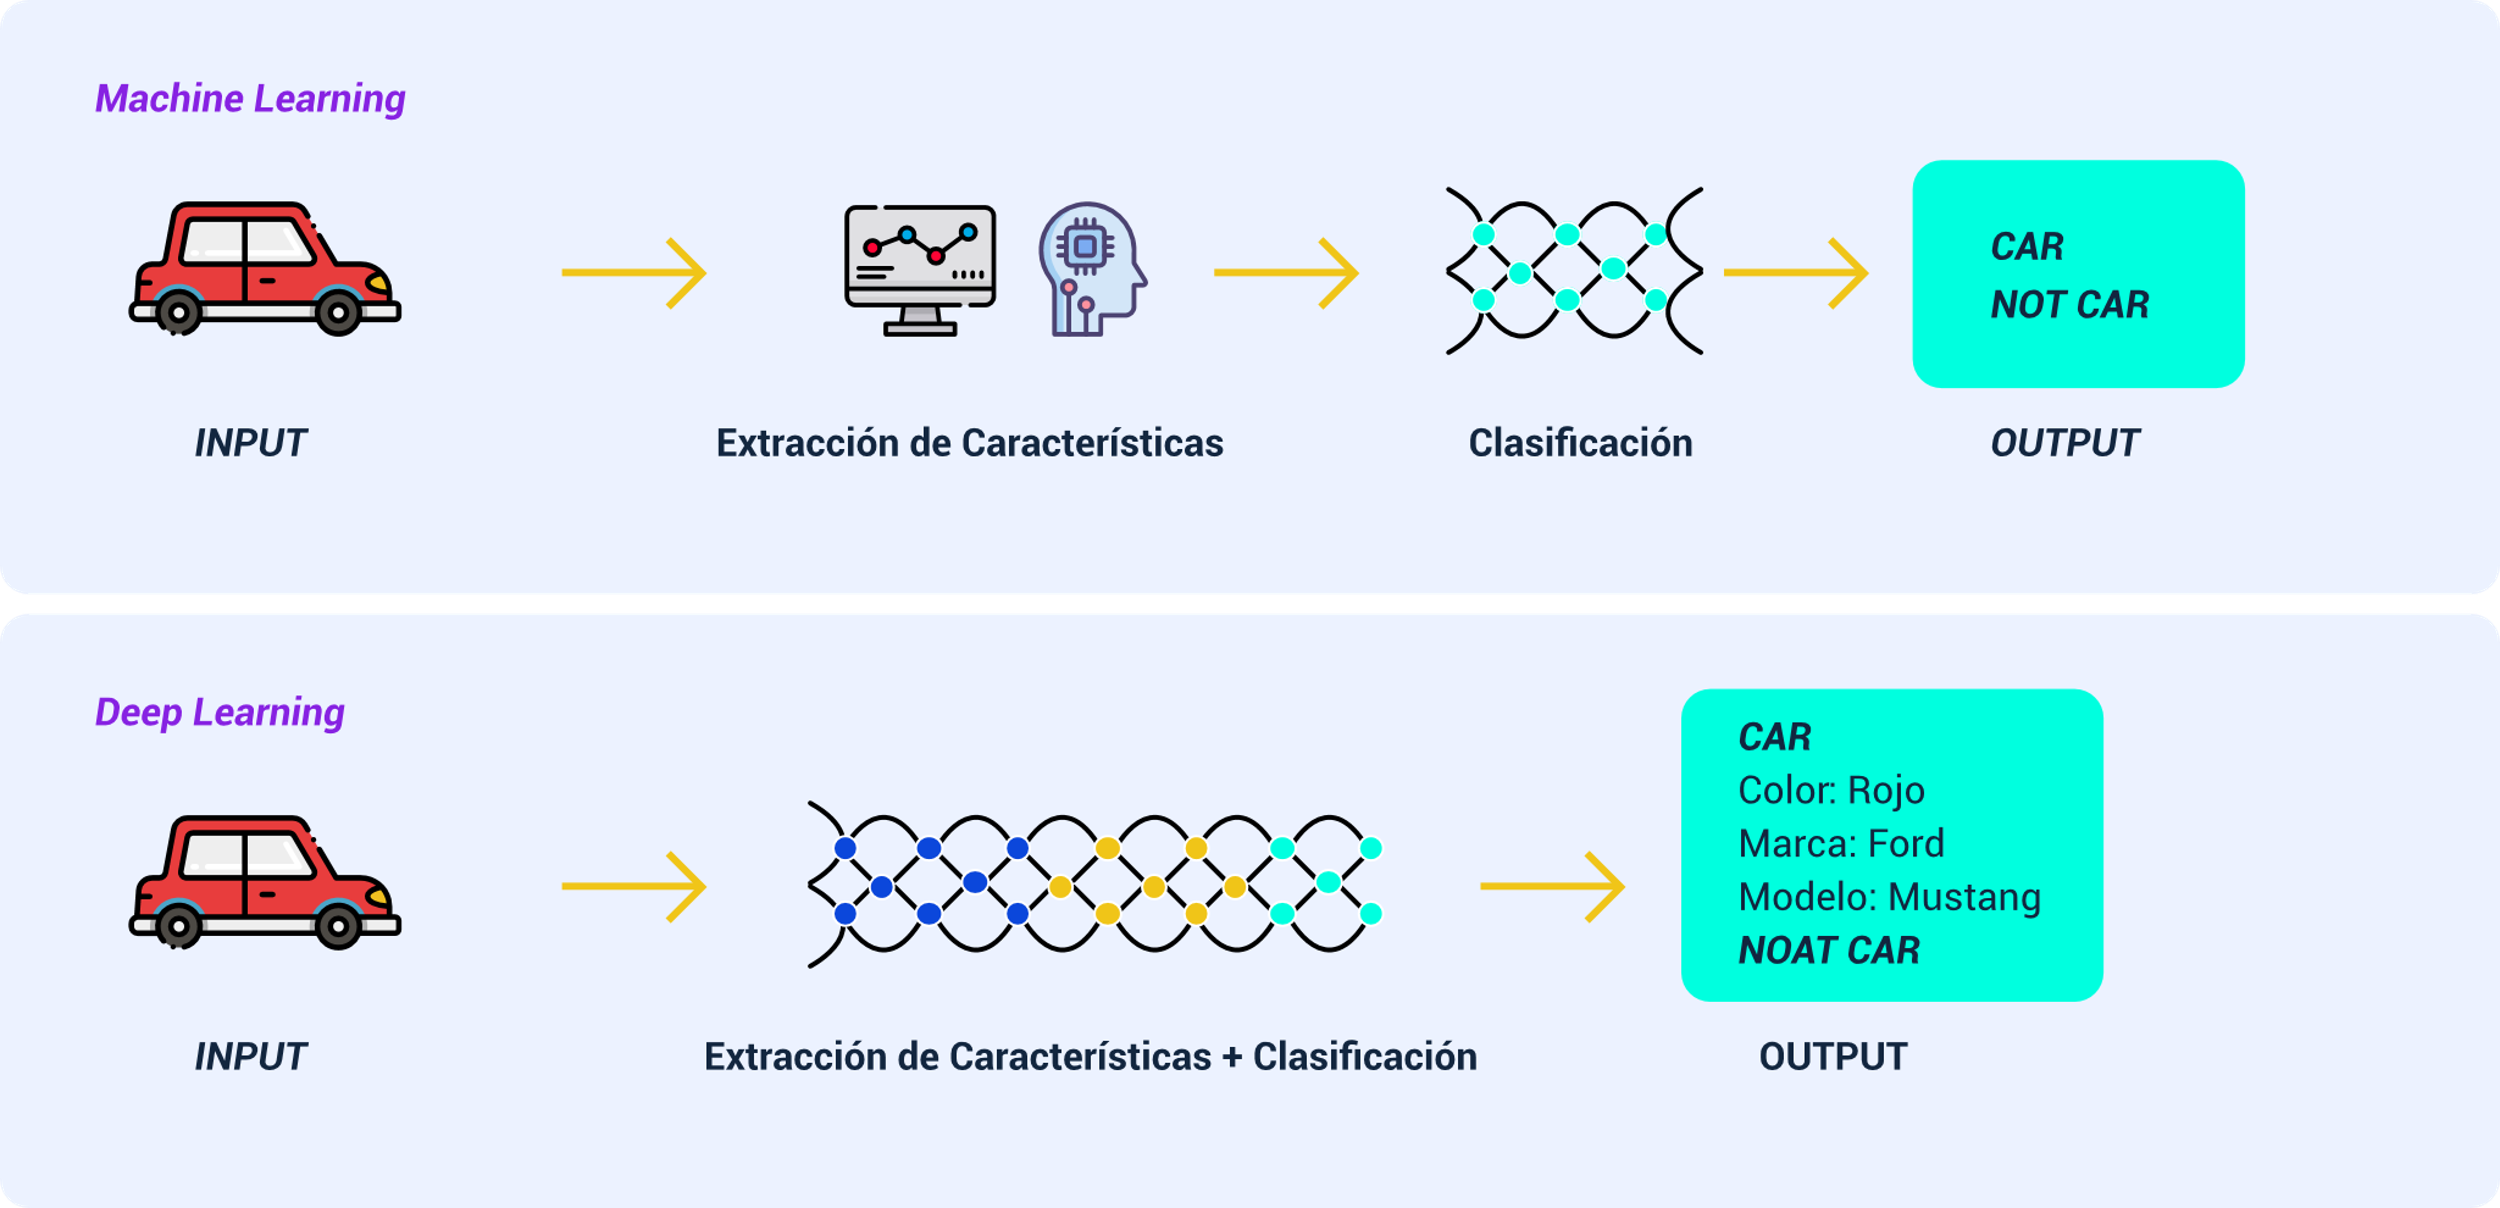 Machine Learning
CAR
NOT CAR
INPUT
Extracción de Características
Clasificación
OUTPUT
Deep Learning
CAR
Color: Rojo
Marca: Ford
Modelo: Mustang
NOAT CAR
INPUT
Extracción de Características + Clasificación
OUTPUT